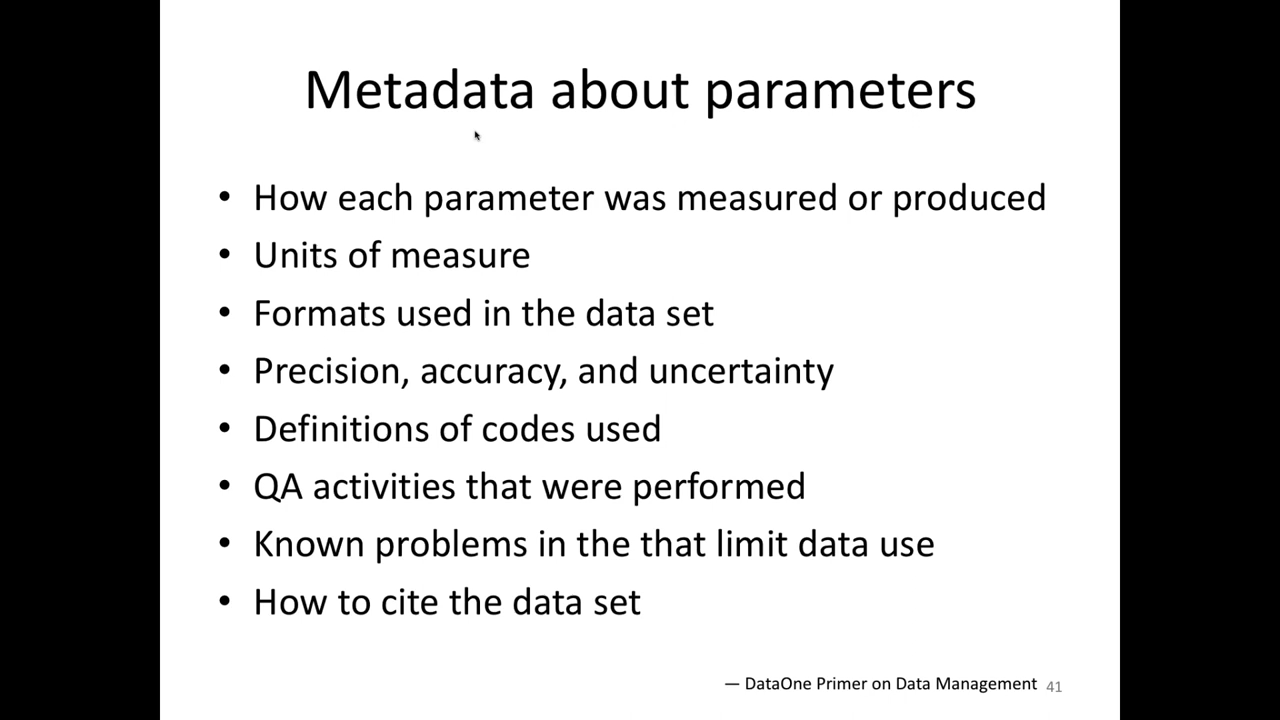 Metadata about parameters
• How each parameter was measured or produced
• Units of measure
• Formats used in the data set
• Precision, accuracy, and uncertainty
• Definitions of codes used
• QA activities that were performed
• Known problems in the that limit data use
• How to cite the data set
— DataOne Primer on Data Management 41